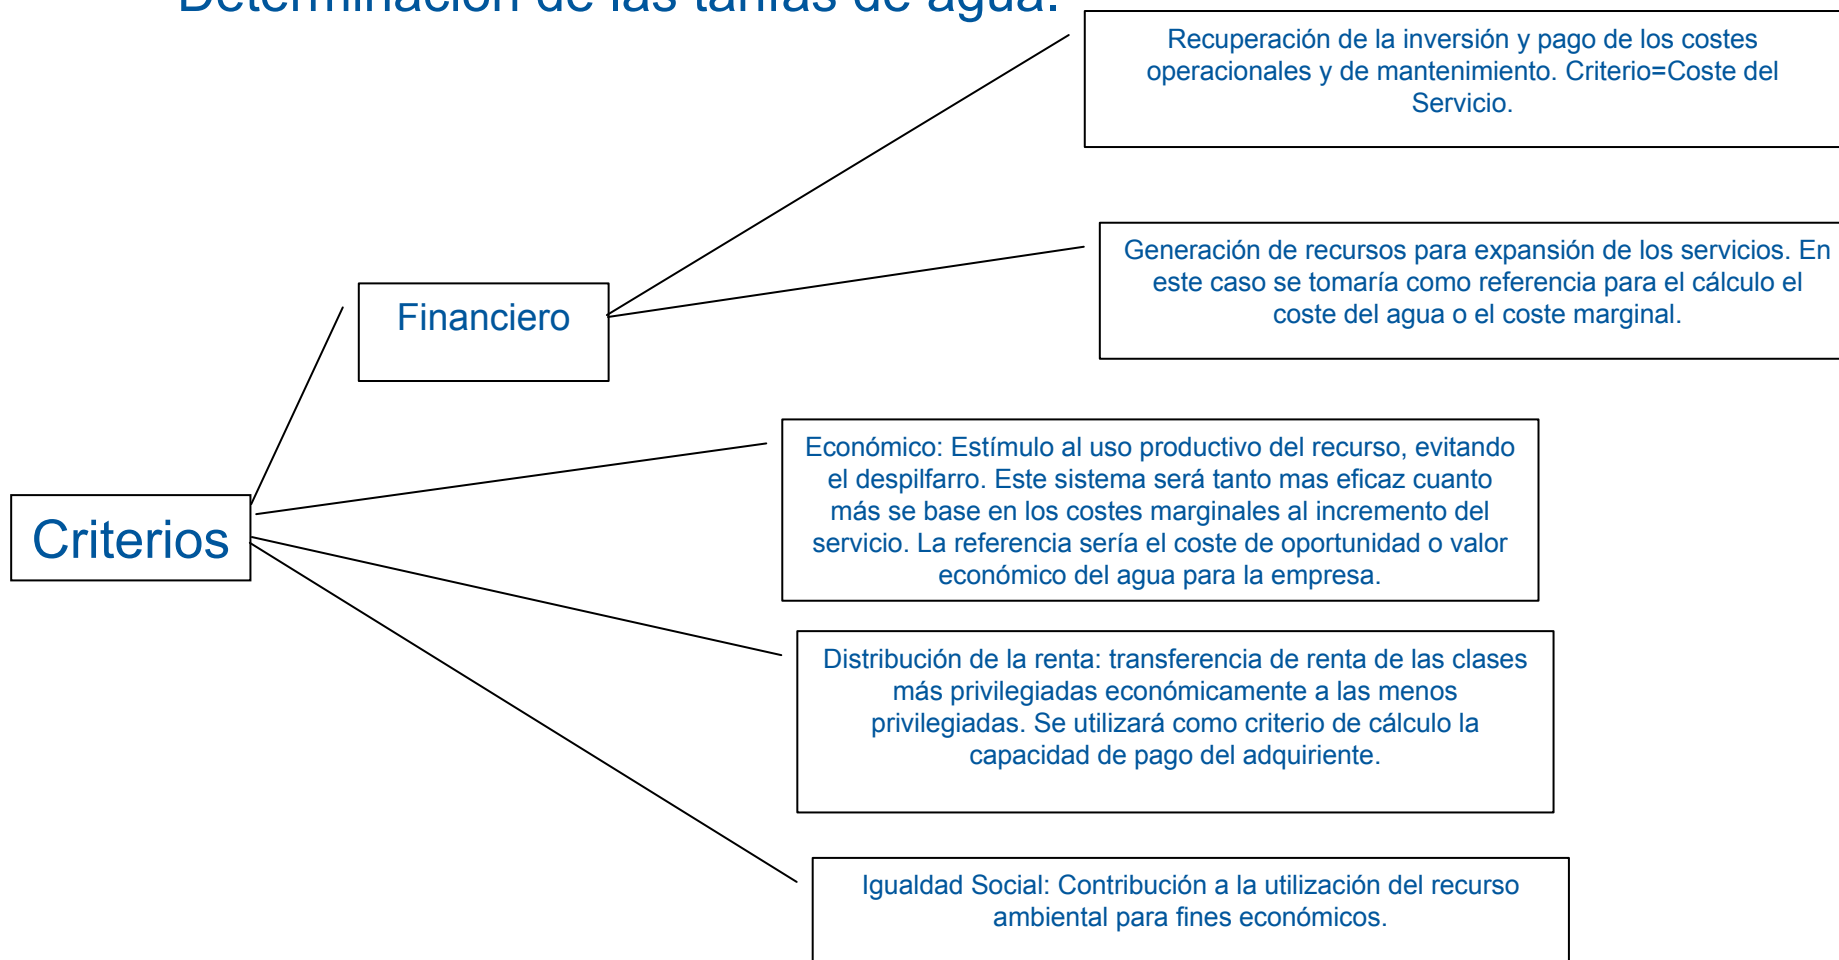 Determinación de las tarifas de agua.
Recuperación de la inversión y pago de los costes
operacionales y de mantenimiento. Criterio=Coste del
Servicio.
Generación de recursos para expansión de los servicios. En
este caso se tomaría como referencia para el cálculo el
coste del agua o el coste marginal.
Financiero
Económico: Estímulo al uso productivo del recurso, evitando
el despilfarro. Este sistema será tanto mas eficaz cuanto
más se base en los costes marginales al incremento del
servicio. La referencia sería el coste de oportunidad o valor
económico del agua para la empresa.
Criterios
Distribución de la renta: transferencia de renta de las clases
más privilegiadas económicamente a las menos
privilegiadas. Se utilizará como criterio de cálculo la
capacidad de pago del adquiriente.
Igualdad Social: Contribución a la utilización del recurso
ambiental para fines económicos.